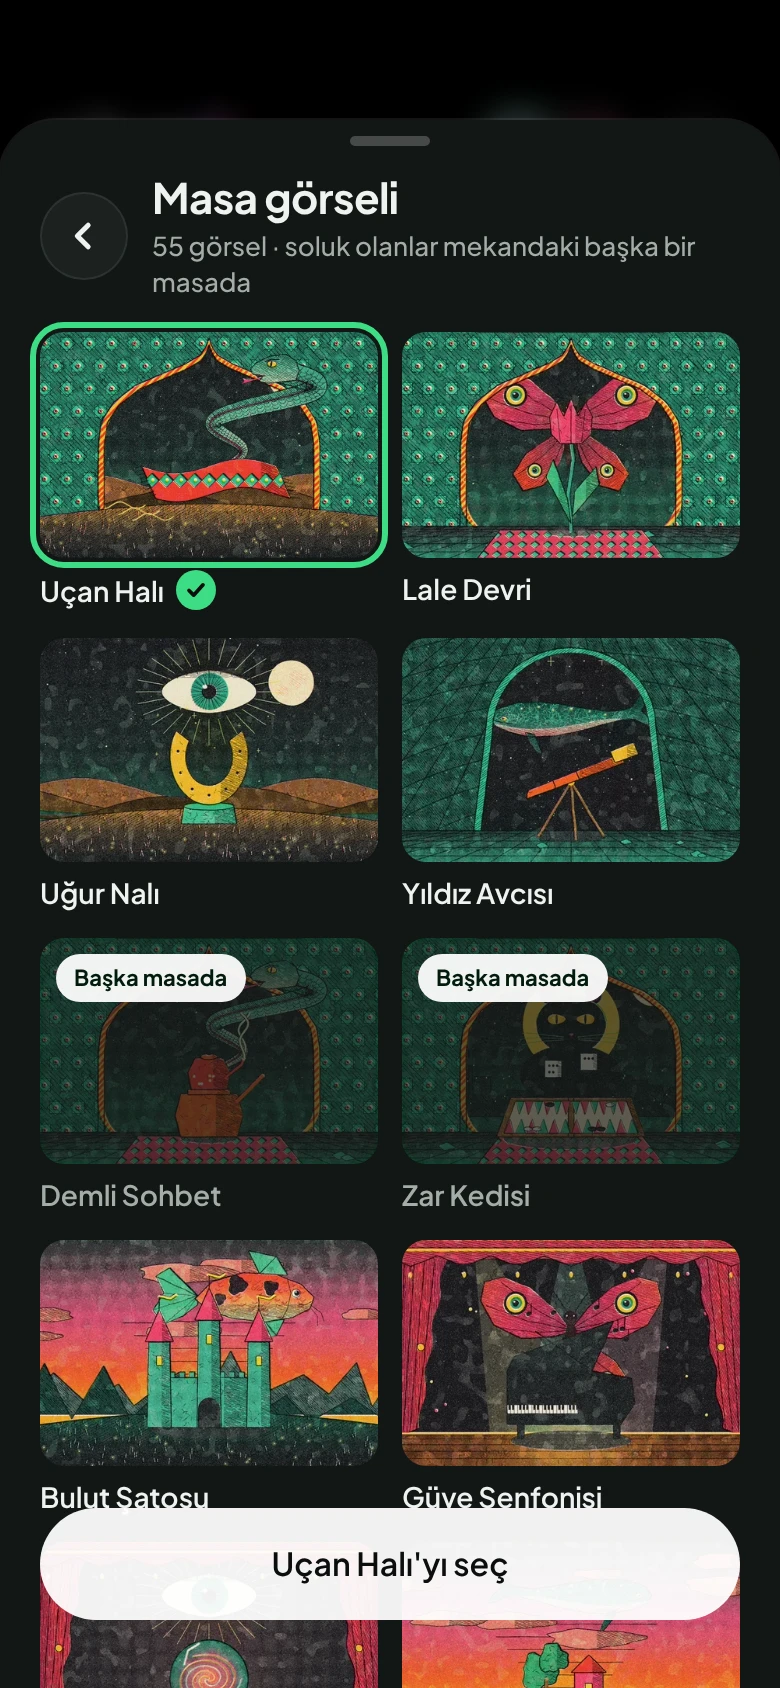 Masa görseli
55 görsel · soluk olanlar mekandaki başka bir
masada
Uçan Halı
Lale Devri
Uğur Nalı
Yıldız Avcısı
Başka masada
Başka masada
Demli Sohbet
Zar Kedisi
Bulut Şatosu
Güve Senfonisi
Uçan Halı'yı seç